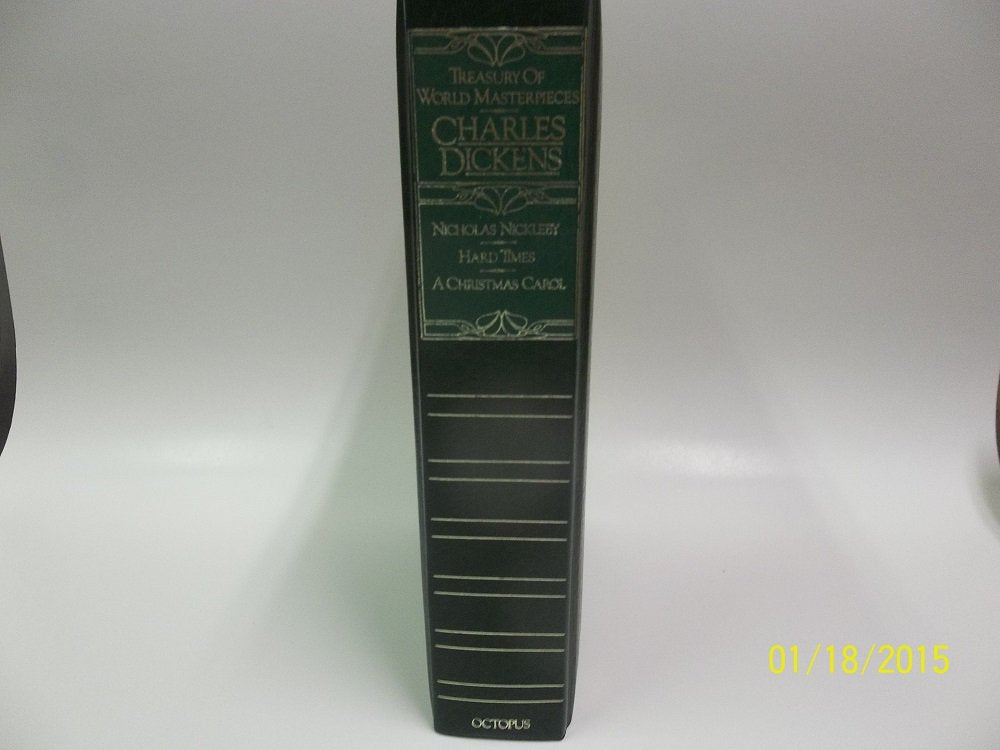 Treasury Of
World Masterpieces
CHARLES
DICKENS
Nicholas Nickleby
Hard Times
A Christmas Carol
OCTOPUS
01/18/2015